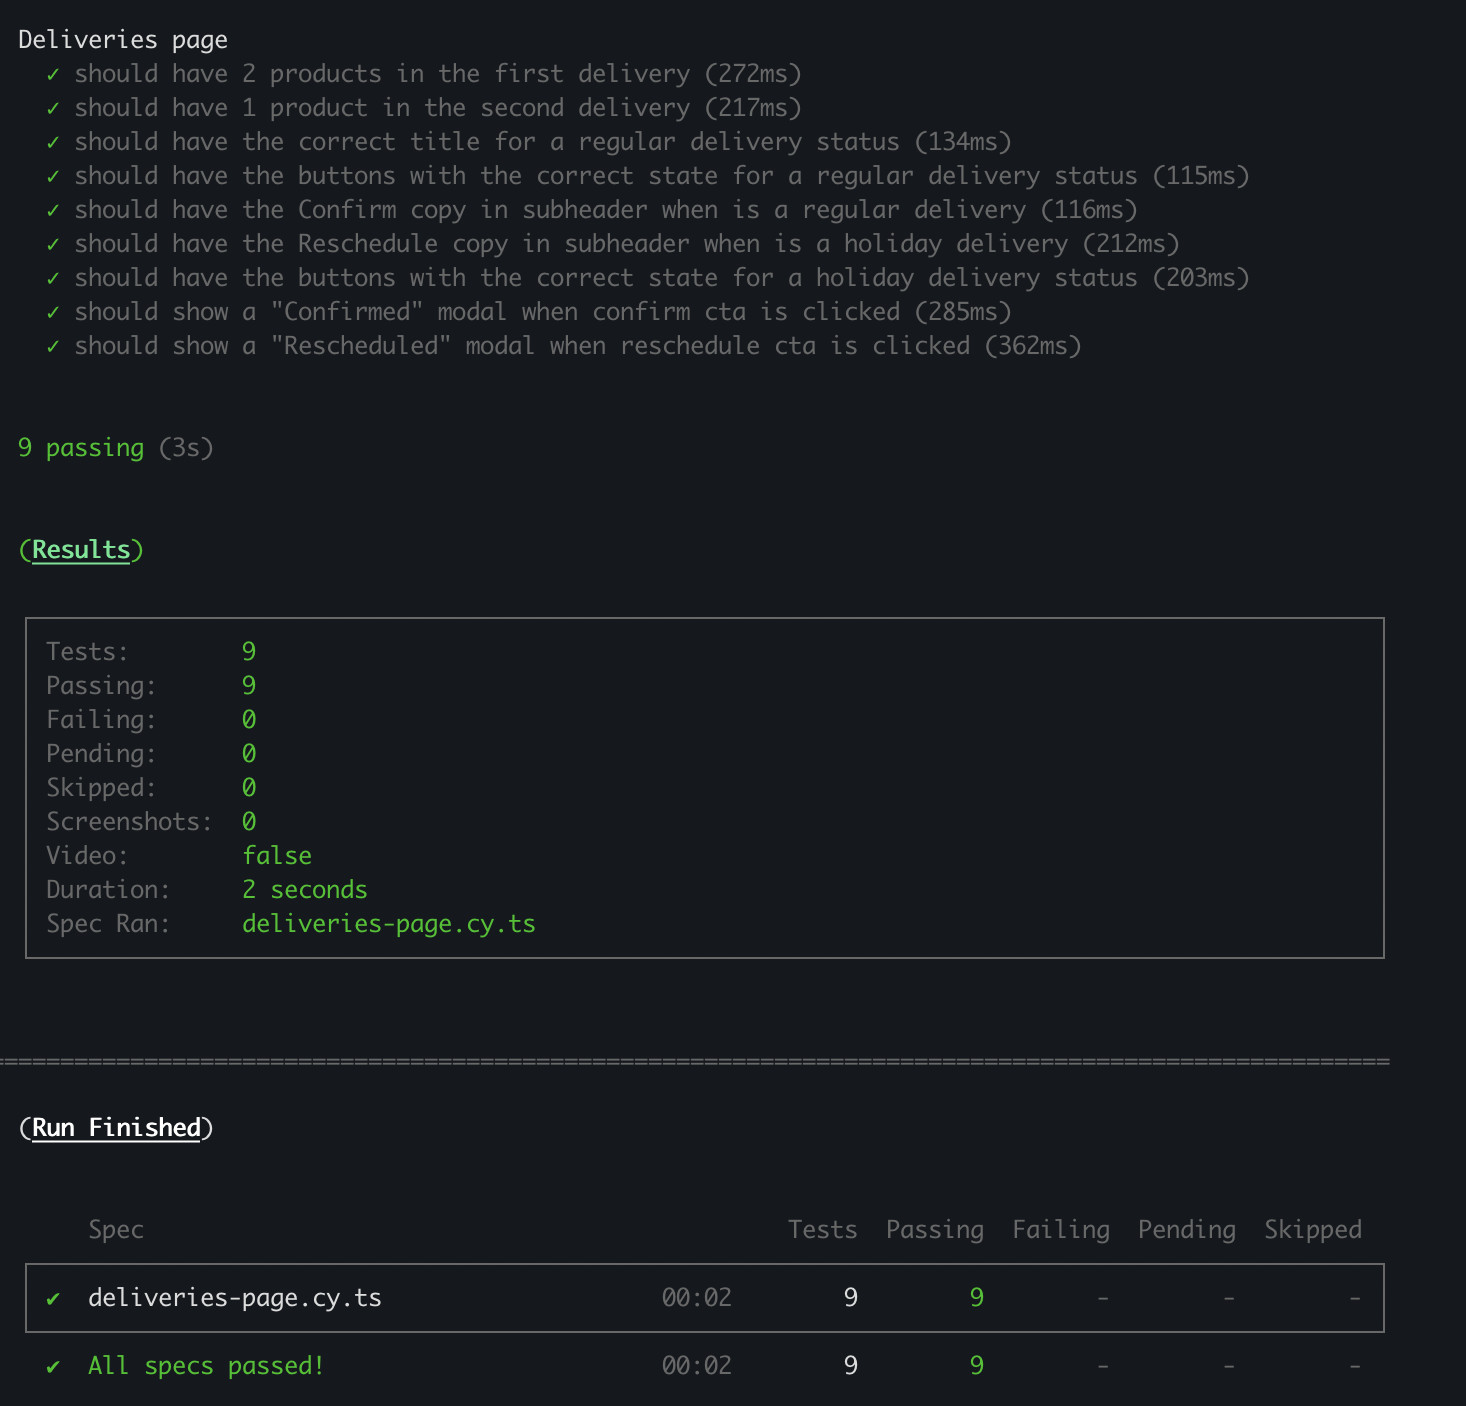 Deliveries page
✓ should have 2 products in the first delivery (272ms)
✓ should have 1 product in the second delivery (217ms)
✓ should have the correct title for a regular delivery status (134ms)
✓ should have the buttons with the correct state for a regular delivery status (115ms)
✓ should have the Confirm copy in subheader when is a regular delivery (116ms)
✓ should have the Reschedule copy in subheader when is a holiday delivery (212ms)
✓ should have the buttons with the correct state for a holiday delivery status (203ms)
✓ should show a "Confirmed" modal when confirm cta is clicked (285ms)
✓ should show a "Rescheduled" modal when reschedule cta is clicked (362ms)
9 passing (3s)
(Results)
Tests: 9
Passing: 9
Failing: 0
Pending: 0
Skipped: 0
Screenshots: 0
Video: false
Duration: 2 seconds
Spec Ran: deliveries-page.cy.ts
====================================================================================================
(Run Finished)
Spec Tests Passing Failing Pending Skipped
✔ deliveries-page.cy.ts 00:02 9 9 - - -
✔ All specs passed! 00:02 9 9 - - -